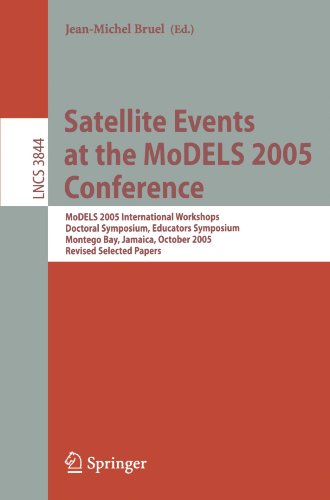 Jean-Michel Bruel (Ed.)
LNCS 3844
Satellite Events
at the MoDELS 2005
Conference
MoDELS 2005 International Workshops
Doctoral Symposium, Educators Symposium
Montego Bay, Jamaica, October 2005
Revised Selected Papers
Springer